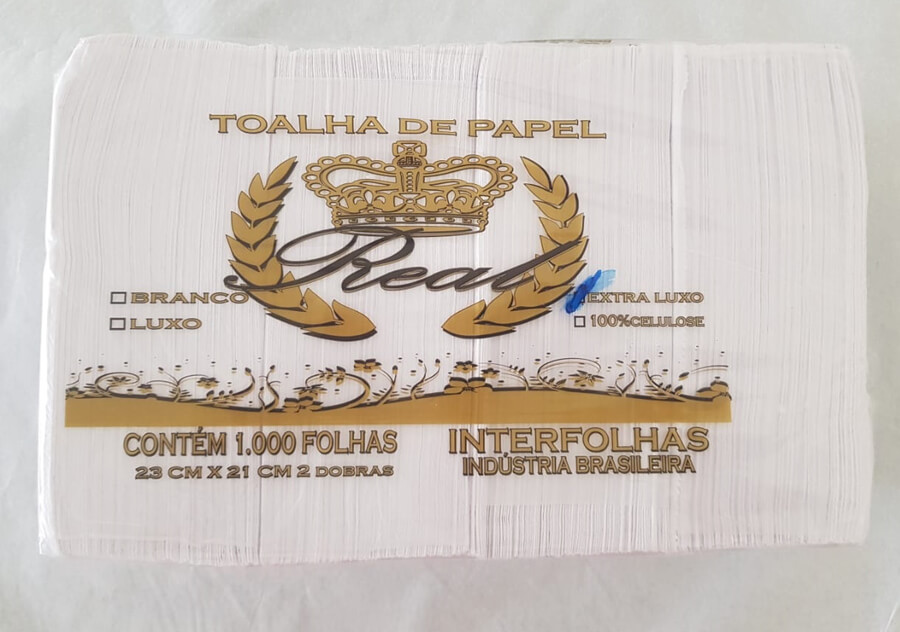 TOALHA DE PAPEL
Real
BRANCO
LUXO
EXTRA LUXO
100%CELULOSE
CONTÉM 1.000 FOLHAS
23 CM X 21 CM 2 DOBRAS
INTERFOLHAS
INDÚSTRIA BRASILEIRA